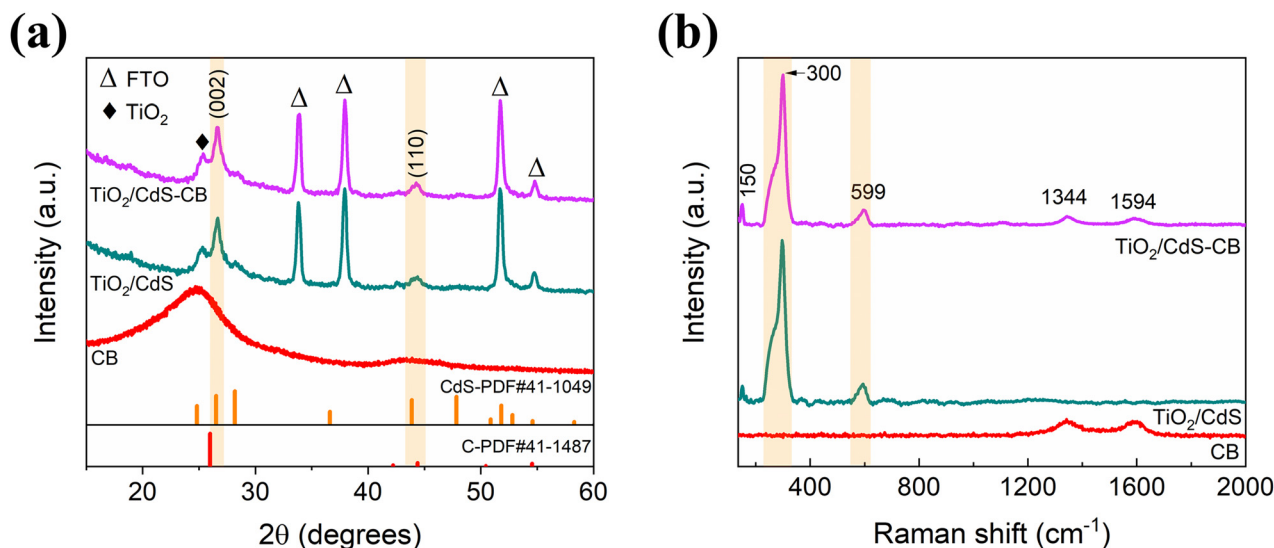 (a)
Δ FTO
♦ TiO₂
(002)
Δ
Δ
Δ
Δ
♦
(110)
TiO₂/CdS-CB
TiO₂/CdS
CB
CdS-PDF#41-1049
C-PDF#41-1487
20 30 40 50 60
2θ (degrees)
Intensity (a.u.)
(b)
300
150
599
1344
1594
TiO₂/CdS-CB
TiO₂/CdS
CB
400 800 1200 1600 2000
Raman shift (cm⁻¹)
Intensity (a.u.)